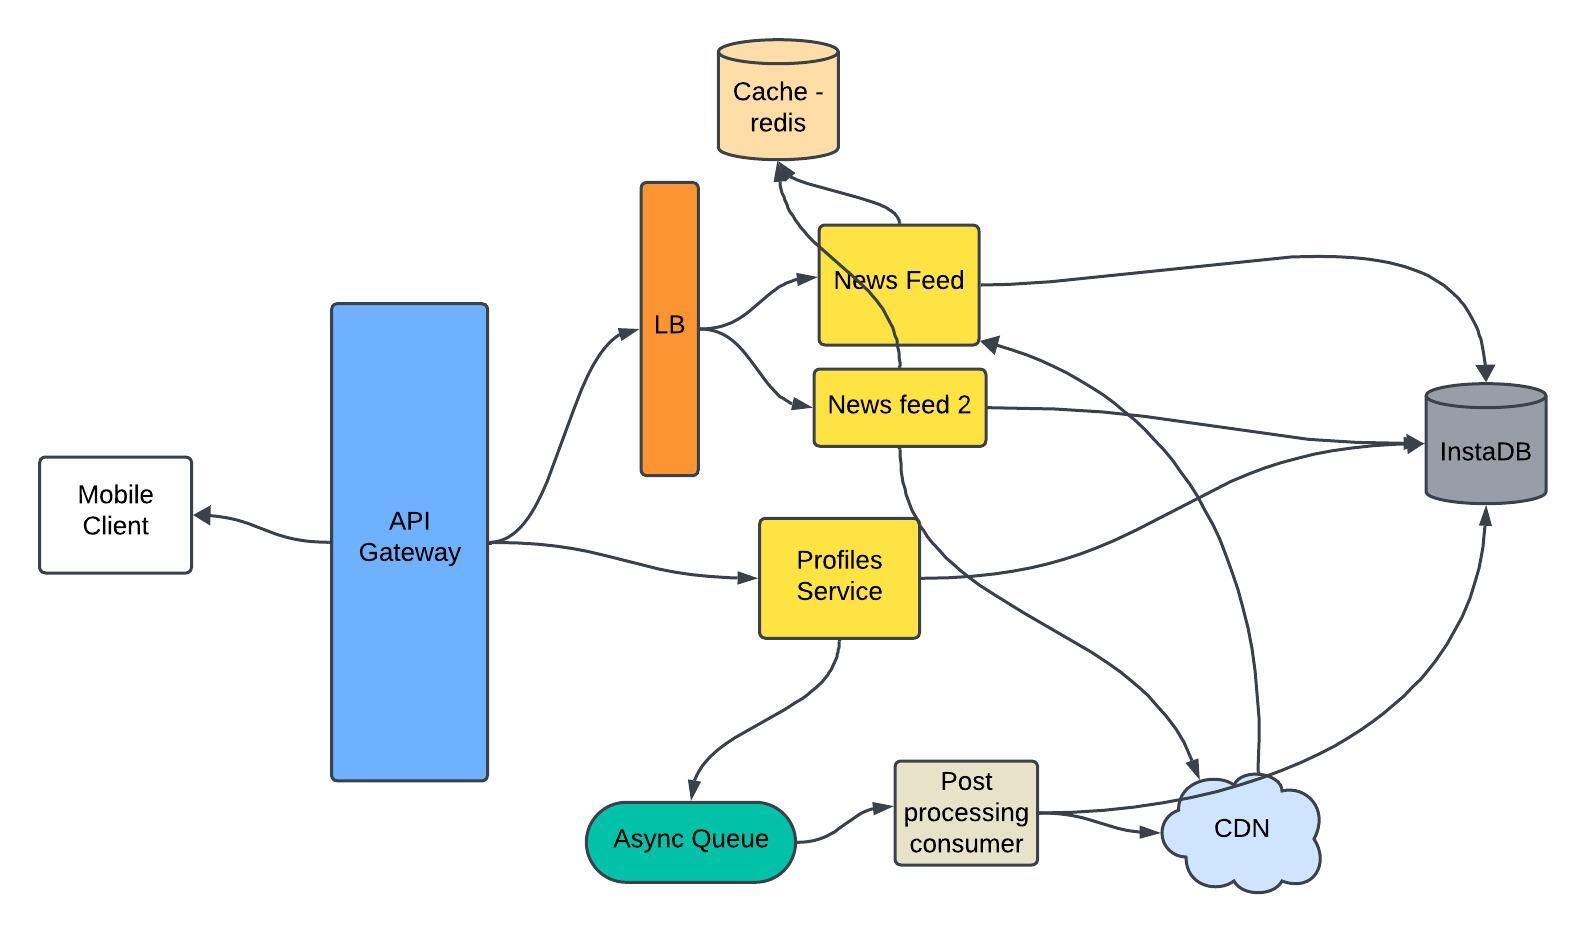 Cache -
redis
News Feed
LB
News feed 2
InstaDB
Mobile
Client
API
Gateway
Profiles
Service
Post
processing
consumer
Async Queue
CDN